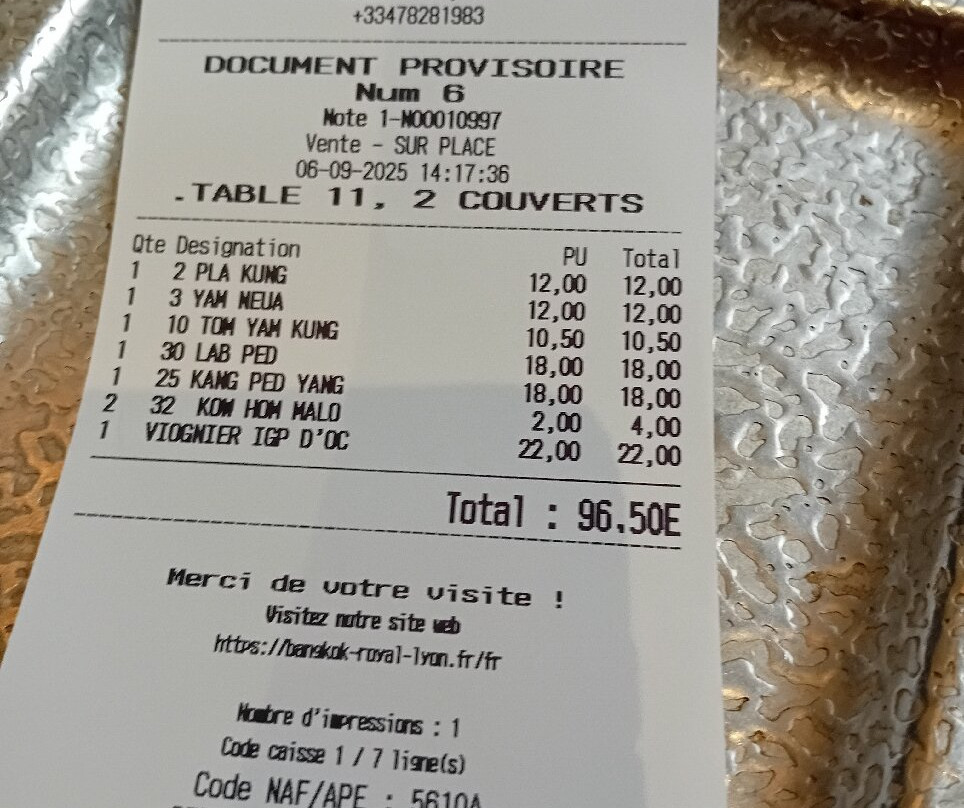 +33478281983
DOCUMENT PROVISOIRE
Num 6
Note 1-N00010997
Vente - SUR PLACE
06-09-2025 14:17:36
.TABLE 11, 2 COUVERTS
Qte Designation PU Total
1 2 PLA KUNG 12,00 12,00
1 3 YAM NEUA 12,00 12,00
1 10 TOM YAM KUNG 10,50 10,50
1 30 LAB PED 18,00 18,00
1 25 KANG PED YANG 18,00 18,00
2 32 KOW HOM MALO 2,00 4,00
1 VIOGNIER IGP D'OC 22,00 22,00
Total : 96.50E
Merci de votre visite !
Visitez notre site web
https://bangkok-royal-lyon.fr/fr
Nombre d'impressions : 1
Code caisse 1 / 7 ligne(s)
Code NAF/APE : 5610A